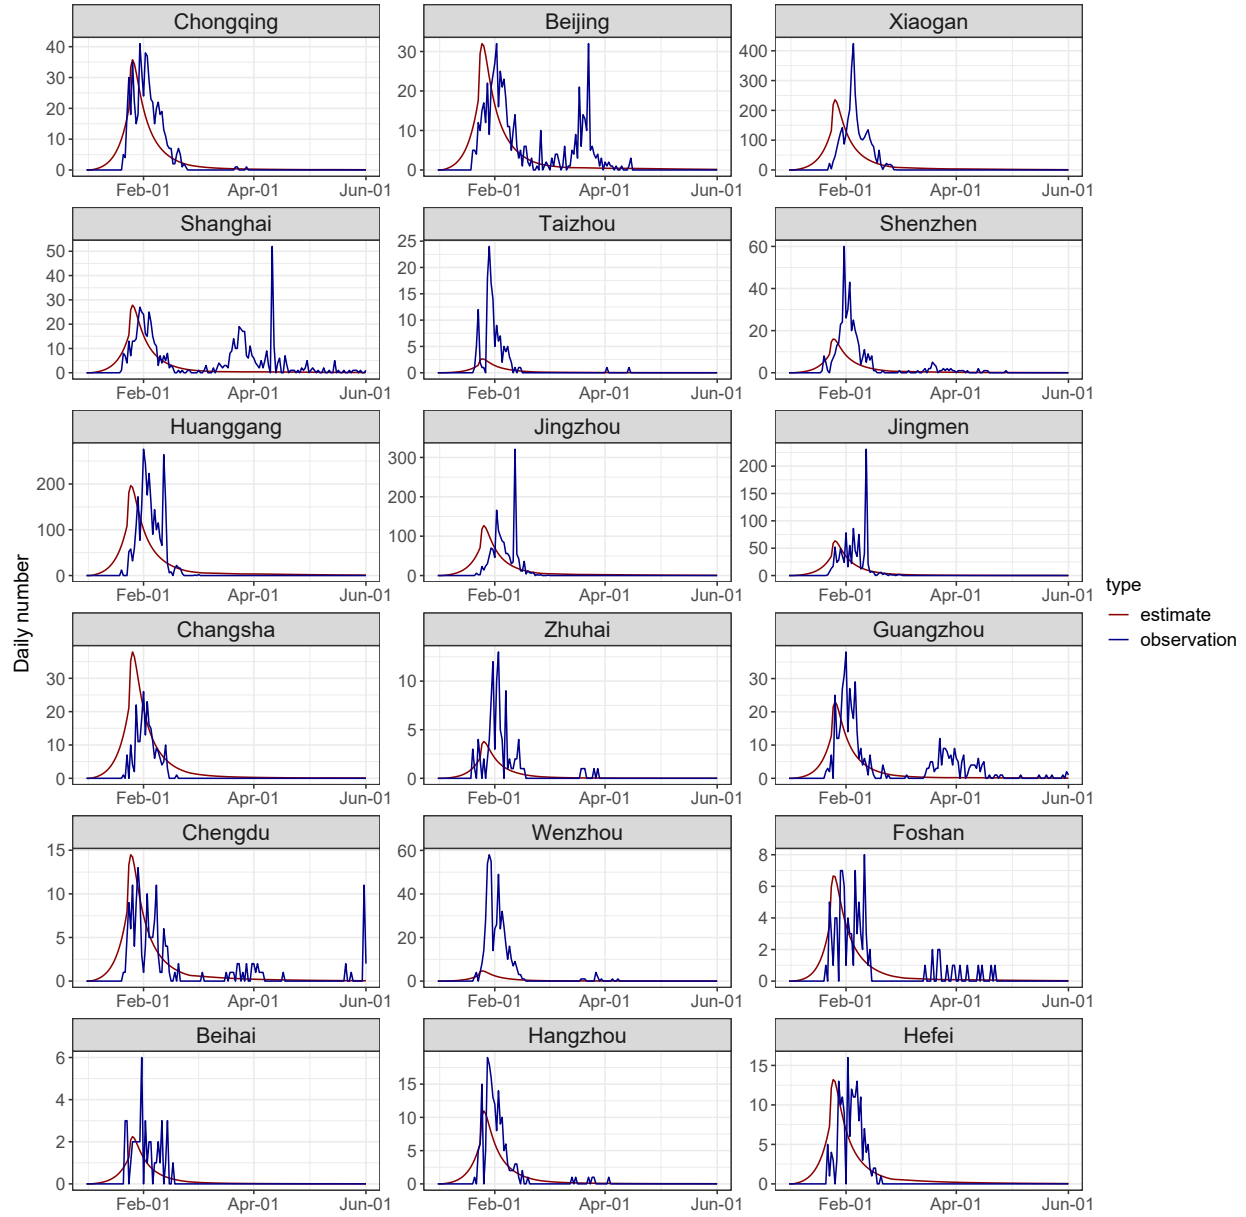 Chongqing
Beijing
Xiaogan
40
30
20
10
0
30
20
10
0
400
300
200
100
0
Feb-01 Apr-01 Jun-01
Feb-01 Apr-01 Jun-01
Feb-01 Apr-01 Jun-01
Shanghai
Taizhou
Shenzhen
50
40
30
20
10
0
25
20
15
10
5
0
60
40
20
0
Feb-01 Apr-01 Jun-01
Feb-01 Apr-01 Jun-01
Feb-01 Apr-01 Jun-01
Huanggang
Jingzhou
Jingmen
200
100
0
300
200
100
0
200
150
100
50
0
Feb-01 Apr-01 Jun-01
Feb-01 Apr-01 Jun-01
Feb-01 Apr-01 Jun-01
Daily number
Changsha
Zhuhai
Guangzhou
30
20
10
0
10
5
0
30
20
10
0
Feb-01 Apr-01 Jun-01
Feb-01 Apr-01 Jun-01
Feb-01 Apr-01 Jun-01
type
estimate
observation
Chengdu
Wenzhou
Foshan
15
10
5
0
60
40
20
0
8
6
4
2
0
Feb-01 Apr-01 Jun-01
Feb-01 Apr-01 Jun-01
Feb-01 Apr-01 Jun-01
Beihai
Hangzhou
Hefei
6
4
2
0
15
10
5
0
15
10
5
0
Feb-01 Apr-01 Jun-01
Feb-01 Apr-01 Jun-01
Feb-01 Apr-01 Jun-01